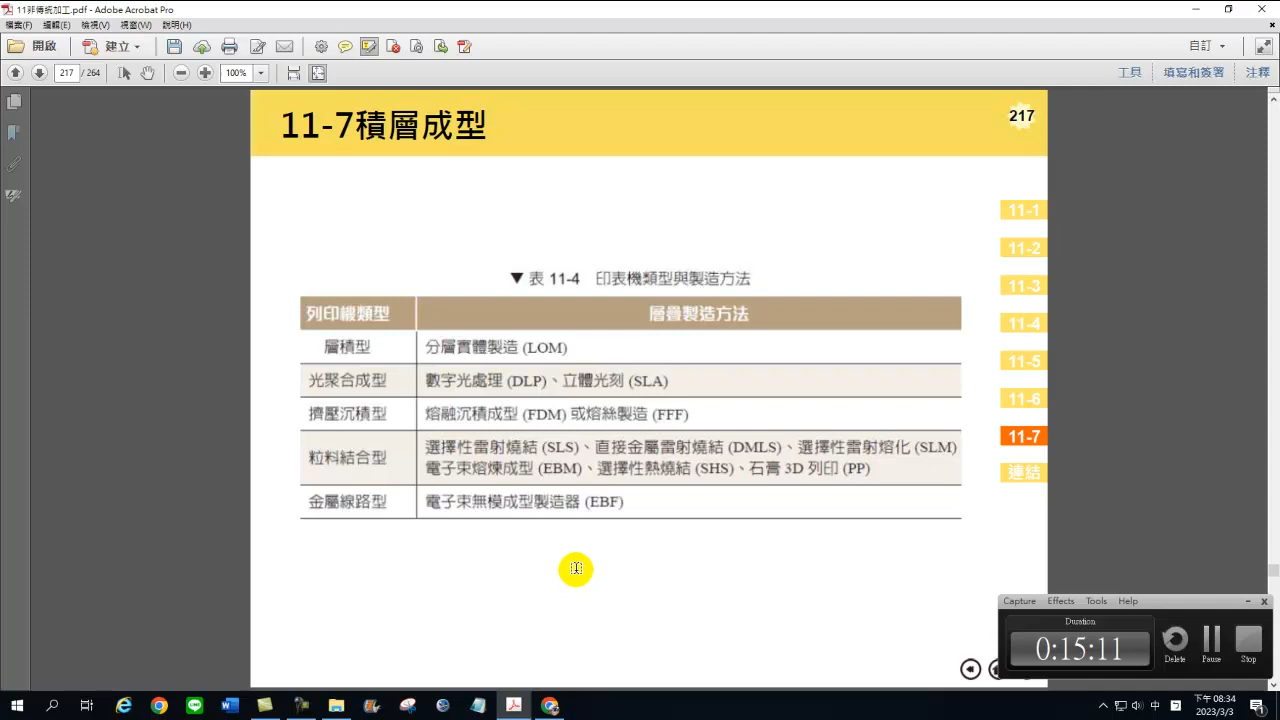 11非傳統加工.pdf - Adobe Acrobat Pro
檔案(F) 編輯(E) 檢視(V) 視窗(W) 說明(H)
開啟 建立 自訂
217 / 264 100% 工具 填寫和簽署 注釋
11-7積層成型
217
11-1
11-2
11-3
11-4
11-5
11-6
11-7
連結
▼ 表 11-4 印表機類型與製造方法
列印機類型 層疊製造方法
層積型 分層實體製造 (LOM)
光聚合成型 數字光處理 (DLP)、立體光刻 (SLA)
擠壓沉積型 熔融沉積成型 (FDM) 或熔絲製造 (FFF)
粒料結合型 選擇性雷射燒結 (SLS)、直接金屬雷射燒結 (DMLS)、選擇性雷射熔化 (SLM)
電子束熔煉成型 (EBM)、選擇性熱燒結 (SHS)、石膏 3D 列印 (PP)
金屬線路型 電子束無模成型製造器 (EBF)
Capture Effects Tools Help
Duration
0:15:11
Delete Pause Stop
中
下午 08:34
2023/3/3